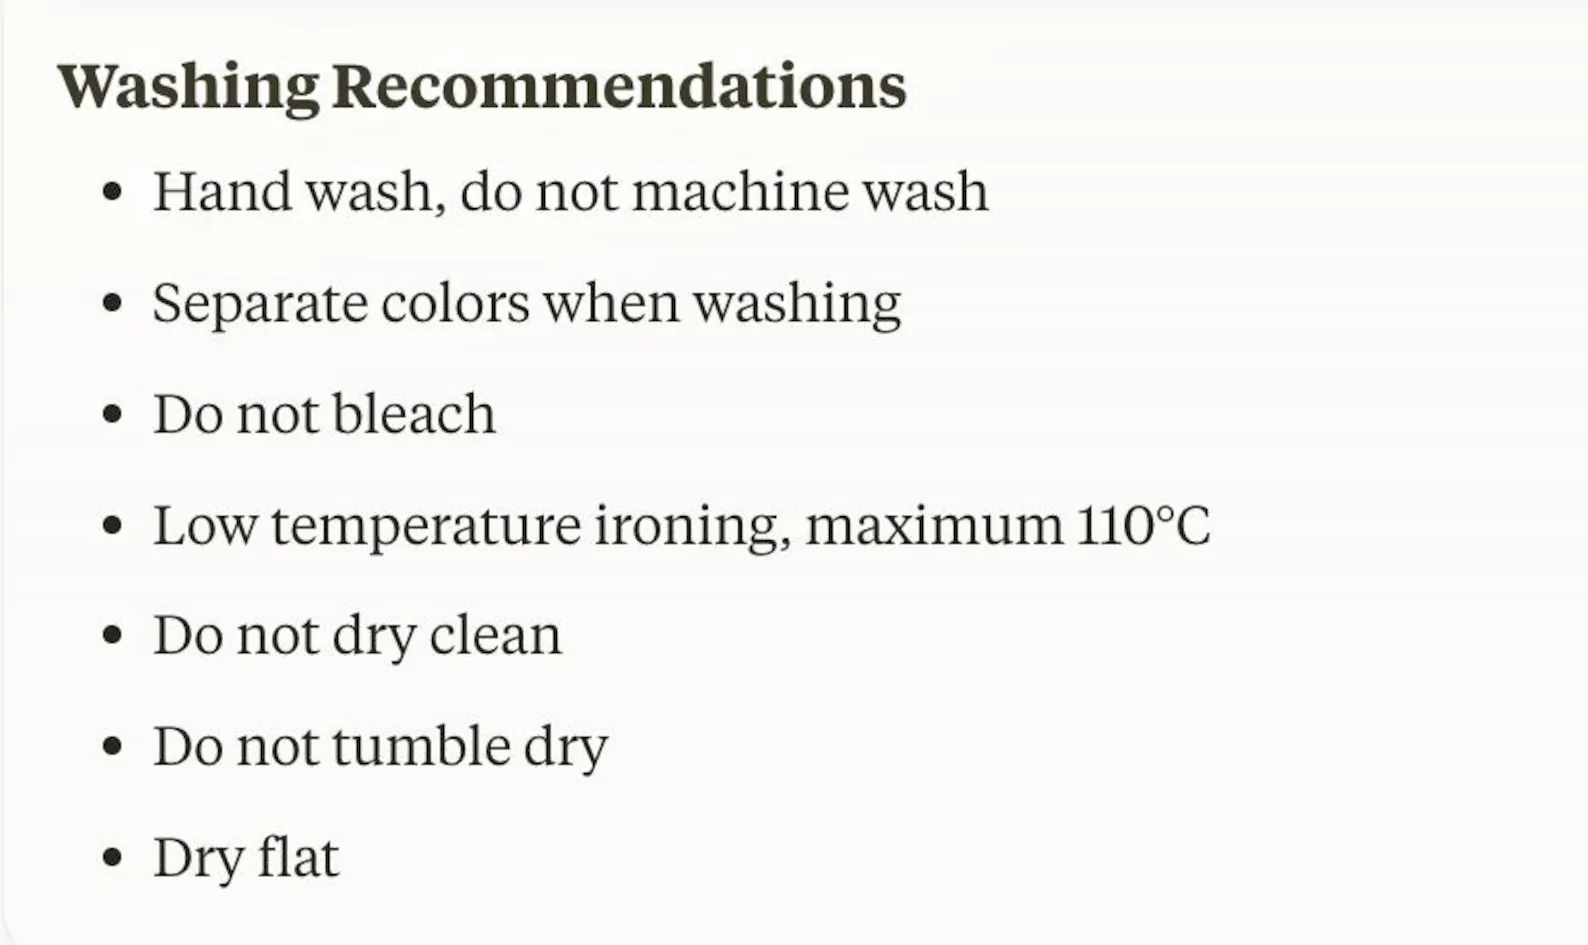 Washing Recommendations
• Hand wash, do not machine wash
• Separate colors when washing
• Do not bleach
• Low temperature ironing, maximum 110°C
• Do not dry clean
• Do not tumble dry
• Dry flat